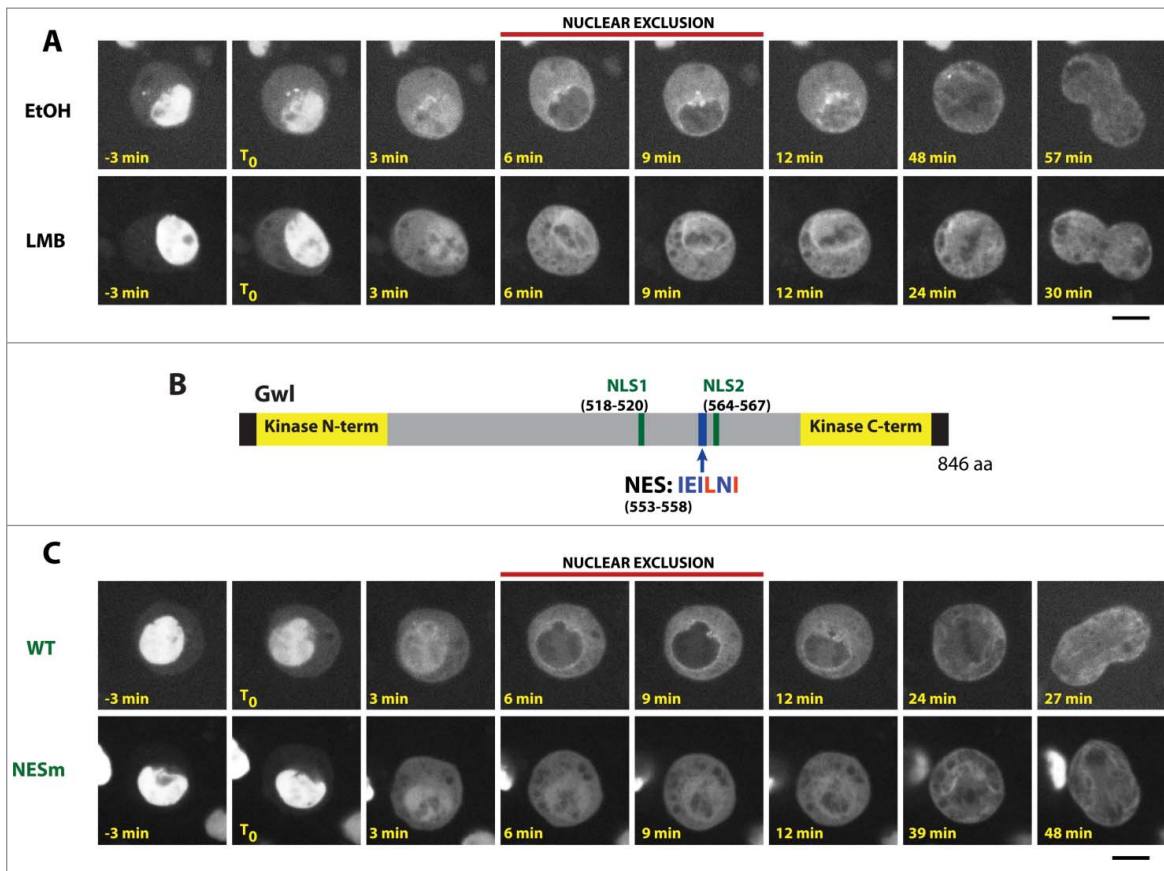 A
NUCLEAR EXCLUSION
EtOH
-3 min T0 3 min 6 min 9 min 12 min 48 min 57 min
LMB
-3 min T0 3 min 6 min 9 min 12 min 24 min 30 min
B
Gwl
NLS1 NLS2
(518-520) (564-567)
Kinase N-term Kinase C-term
846 aa
NES: IEILNI
(553-558)
C
NUCLEAR EXCLUSION
WT
-3 min T0 3 min 6 min 9 min 12 min 24 min 27 min
NESm
-3 min T0 3 min 6 min 9 min 12 min 39 min 48 min